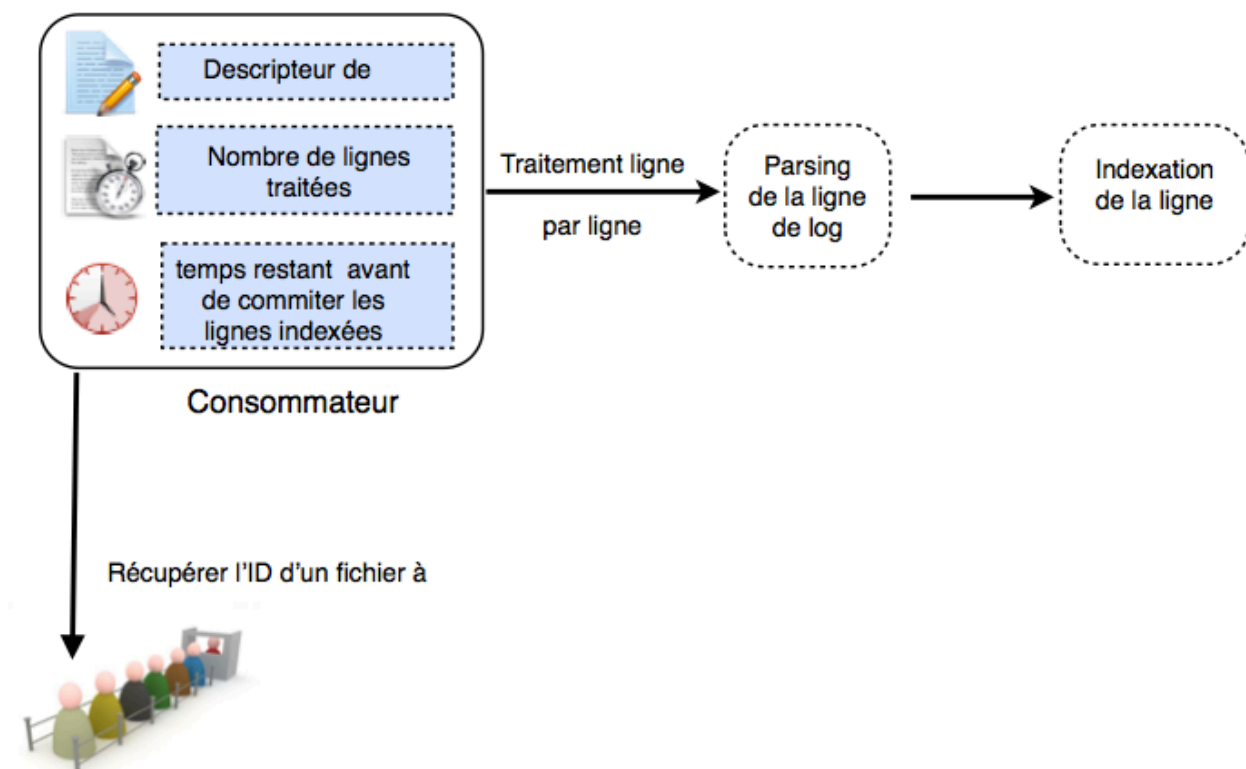 Descripteur de
Nombre de lignes
traitées
temps restant avant
de commiter les
lignes indexées
Consommateur
Traitement ligne
par ligne
Parsing
de la ligne
de log
Indexation
de la ligne
Récupérer l'ID d'un fichier à